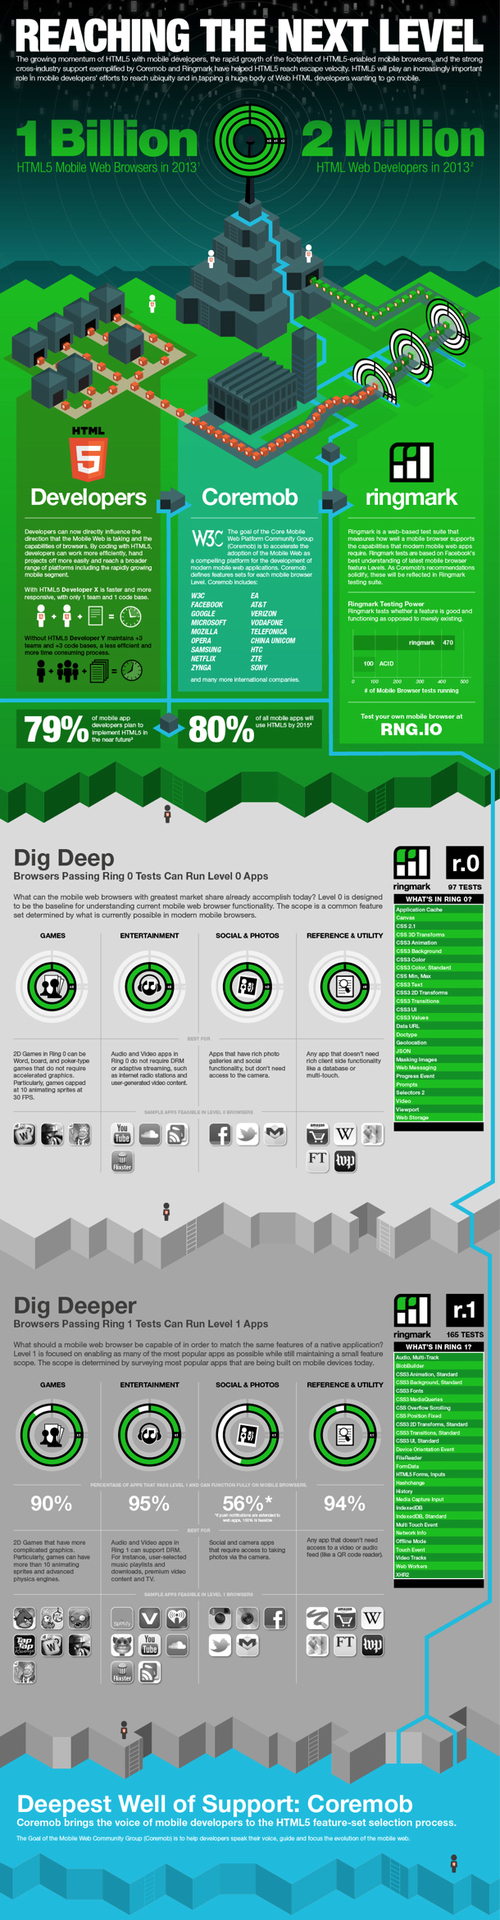 REACHING THE NEXT LEVEL
The growing momentum of HTML5 with mobile developers, the rapid growth of the footprint of HTML5-enabled mobile browsers, and the strong
cross-industry support exemplified by Coremob and Ringmark have helped HTML5 reach escape velocity. HTML5 will play an increasingly important
role in mobile developers' efforts to reach ubiquity and in tapping a huge body of Web HTML developers wanting to go mobile.
1 Billion
HTML5 Mobile Web Browsers in 2013¹
2 Million
HTML Web Developers in 2013²
HTML
5
Developers
Developers can now directly influence the
direction that the Mobile Web is taking and the
capabilities of browsers. By coding with HTML5,
developers can work more efficiently, hand
projects off more easily and reach a broader
range of platforms including the rapidly growing
mobile segment.
With HTML5 Developer X is faster and more
responsive, with only 1 team and 1 code base.
Without HTML5 Developer Y maintains +3
teams and +3 code bases, a less efficient and
more time consuming process.
Coremob
W3C
The goal of the Core Mobile
Web Platform Community Group
(Coremob) is to accelerate the
adoption of the Mobile Web as
a compelling platform for the development of
modern mobile web applications. Coremob
defines features sets for each mobile browser
Level. Coremob includes:
W3C
FACEBOOK
GOOGLE
MICROSOFT
MOZILLA
OPERA
SAMSUNG
NETFLIX
ZYNGA
EA
AT&T
VERIZON
VODAFONE
TELEFONICA
CHINA UNICOM
HTC
ZTE
SONY
and many more international companies.
ringmark
Ringmark is a web-based test suite that
measures how well a mobile browser supports
the capabilities that modern mobile web apps
require. Ringmark tests are based on Facebook's
best understanding of latest mobile browser
feature Levels. As Coremob's recommendations
solidify, these will be reflected in Ringmark
testing suite.
Ringmark Testing Power
Ringmark tests whether a feature is good and
functioning as opposed to merely existing.
ringmark 470
100 ACID
0 100 200 300 400 500
# of Mobile Browser tests running
Test your own mobile browser at
RNG.IO
79%
of mobile app
developers plan to
implement HTML5 in
the near future³
80%
of all mobile apps will
use HTML5 by 2015⁴
Dig Deep
Browsers Passing Ring 0 Tests Can Run Level 0 Apps
What can the mobile web browsers with greatest market share already accomplish today? Level 0 is designed
to be the baseline for understanding current mobile web browser functionality. The scope is a common feature
set determined by what is currently possible in modern mobile browsers.
GAMES
ENTERTAINMENT
SOCIAL & PHOTOS
REFERENCE & UTILITY
BEST FOR
2D Games in Ring 0 can be
Word, board, and poker-type
games that do not require
accelerated graphics.
Particularly, games capped
at 10 animating sprites at
30 FPS.
Audio and Video apps in
Ring 0 do not require DRM
or adaptive streaming, such
as internet radio stations and
user-generated video content.
Apps that have rich photo
galleries and social
functionality, but don't need
access to the camera.
Any app that doesn't need
rich client side functionality
like a database or
multi-touch.
SAMPLE APPS FEASIBLE IN LEVEL 0 BROWSERS
You
Tube
amazon
W
FT
wp
ringmark
r.0
97 TESTS
WHAT'S IN RING 0?
Application Cache
Canvas
CSS 2.1
CSS 3D Transforms
CSS3 Animation
CSS3 Background
CSS3 Color
CSS3 Color, Standard
CSS Min, Max
CSS3 Text
CSS3 2D Transforms
CSS3 Transitions
CSS3 UI
CSS3 Values
Data URL
Doctype
Geolocation
JSON
Masking Images
Web Messaging
Progress Event
Prompts
Selectors 2
Video
Viewport
Web Storage
Dig Deeper
Browsers Passing Ring 1 Tests Can Run Level 1 Apps
What should a mobile web browser be capable of in order to match the same features of a native application?
Level 1 is focused on enabling as many of the most popular apps as possible while still maintaining a small feature
scope. The scope is determined by surveying most popular apps that are being built on mobile devices today.
GAMES
ENTERTAINMENT
SOCIAL & PHOTOS
REFERENCE & UTILITY
PERCENTAGE OF APPS THAT PASS LEVEL 1 AND CAN FUNCTION FULLY ON MOBILE BROWSERS
90%
95%
56%*
94%
BEST FOR
2D Games that have more
complicated graphics.
Particularly, games can have
more than 10 animating
sprites and advanced
physics engines.
Audio and Video apps in
Ring 1 can support DRM.
For instance, user-selected
music playlists and
downloads, premium video
content and TV.
Social and camera apps
that require access to taking
photos via the camera.
Any app that doesn't need
access to a video or audio
feed (like a QR code reader).
SAMPLE APPS FEASIBLE IN LEVEL 1 BROWSERS
You
Tube
W
FT
wp
ringmark
r.1
165 TESTS
WHAT'S IN RING 1?
Audio, Multi-Track
BlobBuilder
CSS3 Animation, Standard
CSS3 Background, Standard
CSS3 Fonts
CSS3 MediaQueries
CSS Overflow Scrolling
CSS Position Fixed
CSS3 2D Transforms, Standard
CSS3 Transitions, Standard
CSS3 UI, Standard
Device Orientation Event
FileReader
FormData
HTML5 Forms, Inputs
Hashchange
History
Media Capture Input
IndexedDB
IndexedDB, Standard
Multi Touch Event
Network Info
Offline Mode
Touch Event
Video Tracks
Web Workers
XHR2
Deepest Well of Support: Coremob
Coremob brings the voice of mobile developers to the HTML5 feature-set selection process.
The Goal of the Mobile Web Community Group (Coremob) is to help developers speak their voice, guide and focus the evolution of the mobile web.